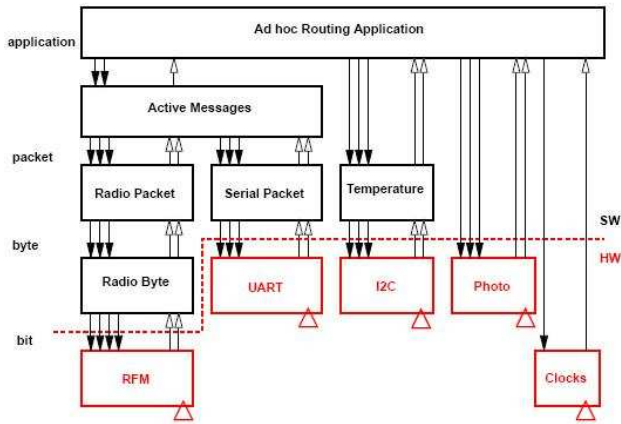 Ad hoc Routing Application
application
Active Messages
packet
Radio Packet
Serial Packet
Temperature
SW
byte
HW
Radio Byte
UART
I2C
Photo
bit
RFM
Clocks